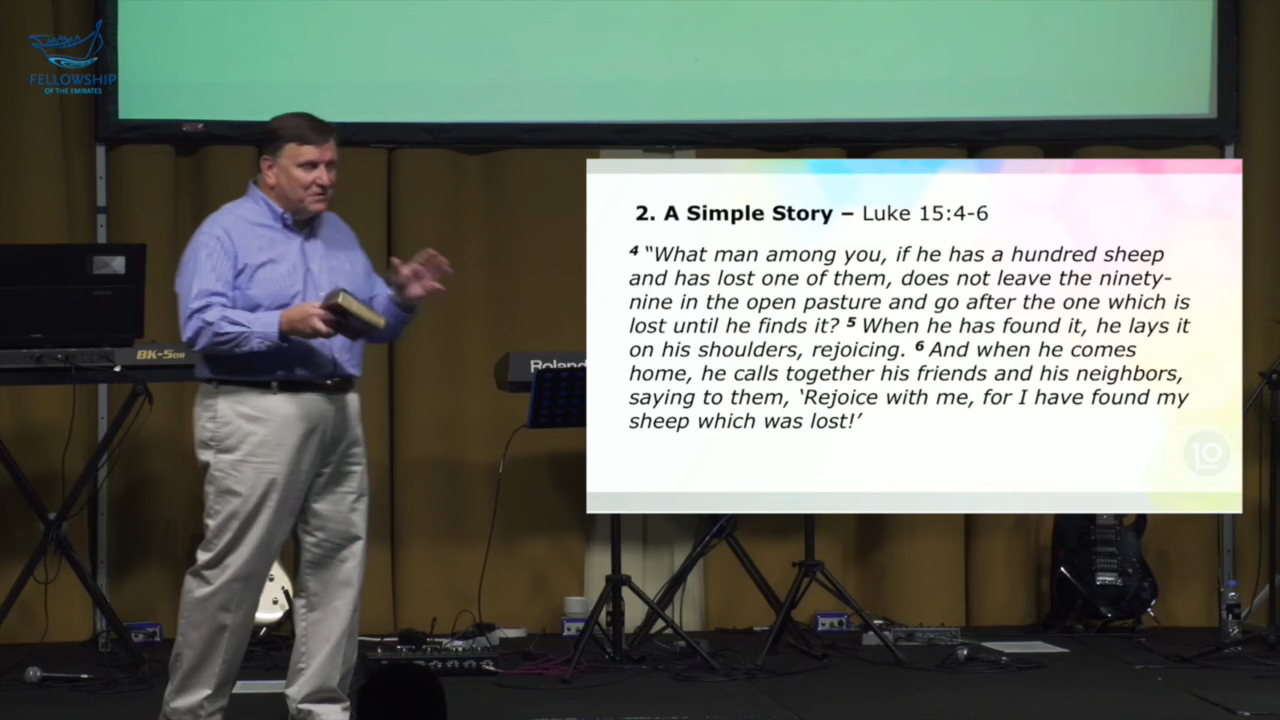 FELLOWSHIP
OF THE EMIRATES
BK-5OR
Roland
2. A Simple Story – Luke 15:4-6
4 “What man among you, if he has a hundred sheep
and has lost one of them, does not leave the ninety-
nine in the open pasture and go after the one which is
lost until he finds it? 5 When he has found it, he lays it
on his shoulders, rejoicing. 6 And when he comes
home, he calls together his friends and his neighbors,
saying to them, ‘Rejoice with me, for I have found my
sheep which was lost!’
10